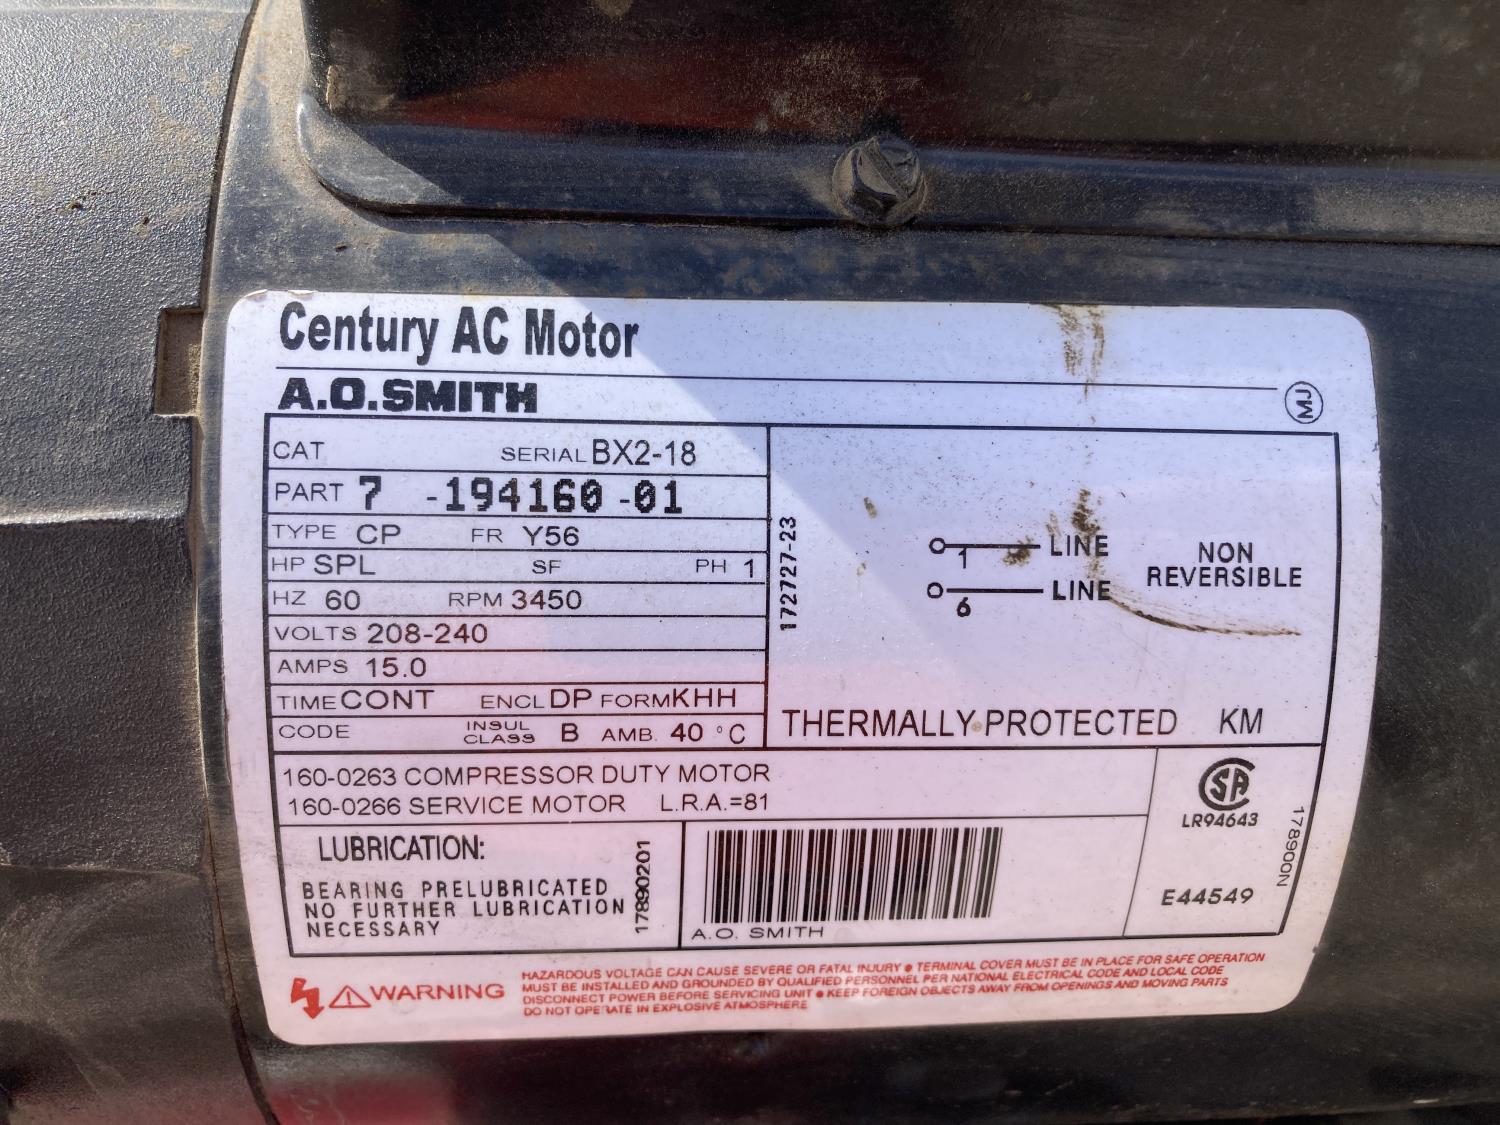 Century AC Motor
A.O.SMITH
MJ
CAT SERIAL BX2-18
PART 7 -194160-01
TYPE CP FR Y56
HP SPL SF PH 1
HZ 60 RPM 3450
VOLTS 208-240
AMPS 15.0
TIME CONT ENCL DP FORM KHH
CODE INSUL CLASS B AMB. 40 °C
172727-23
1 LINE
6 LINE
NON
REVERSIBLE
THERMALLY PROTECTED KM
160-0263 COMPRESSOR DUTY MOTOR
160-0266 SERVICE MOTOR L.R.A.=81
LUBRICATION:
BEARING PRELUBRICATED
NO FURTHER LUBRICATION
NECESSARY
17890201
A.O. SMITH
SA
LR94643
E44549
178900N
WARNING
HAZARDOUS VOLTAGE CAN CAUSE SEVERE OR FATAL INJURY ● TERMINAL COVER MUST BE IN PLACE FOR SAFE OPERATION
MUST BE INSTALLED AND GROUNDED BY QUALIFIED PERSONNEL PER NATIONAL ELECTRICAL CODE AND LOCAL CODE
DISCONNECT POWER BEFORE SERVICING UNIT ● KEEP FOREIGN OBJECTS AWAY FROM OPENINGS AND MOVING PARTS
DO NOT OPERATE IN EXPLOSIVE ATMOSPHERE